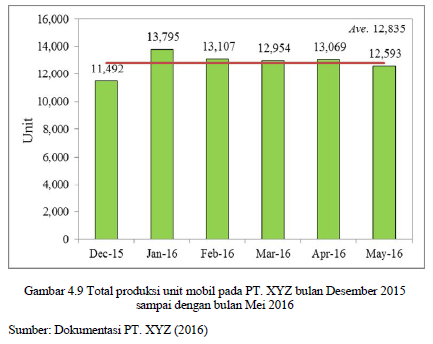 16,000
14,000
12,000
10,000
8,000
6,000
4,000
2,000
0
Unit
Ave. 12,835
11,492
13,795
13,107
12,954
13,069
12,593
Dec-15 Jan-16 Feb-16 Mar-16 Apr-16 May-16
Gambar 4.9 Total produksi unit mobil pada PT. XYZ bulan Desember 2015
sampai dengan bulan Mei 2016
Sumber: Dokumentasi PT. XYZ (2016)